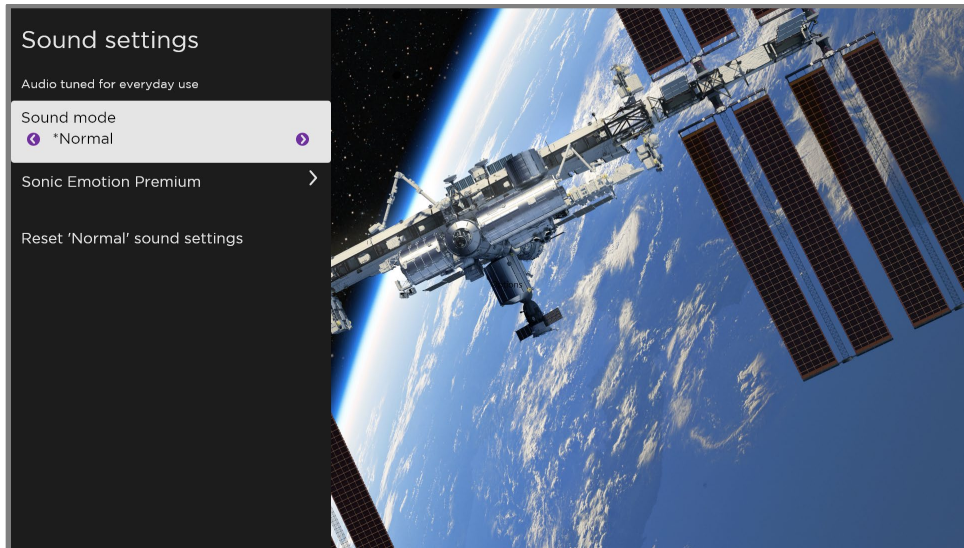 Sound settings
Audio tuned for everyday use
Sound mode
*Normal
Sonic Emotion Premium
Reset 'Normal' sound settings